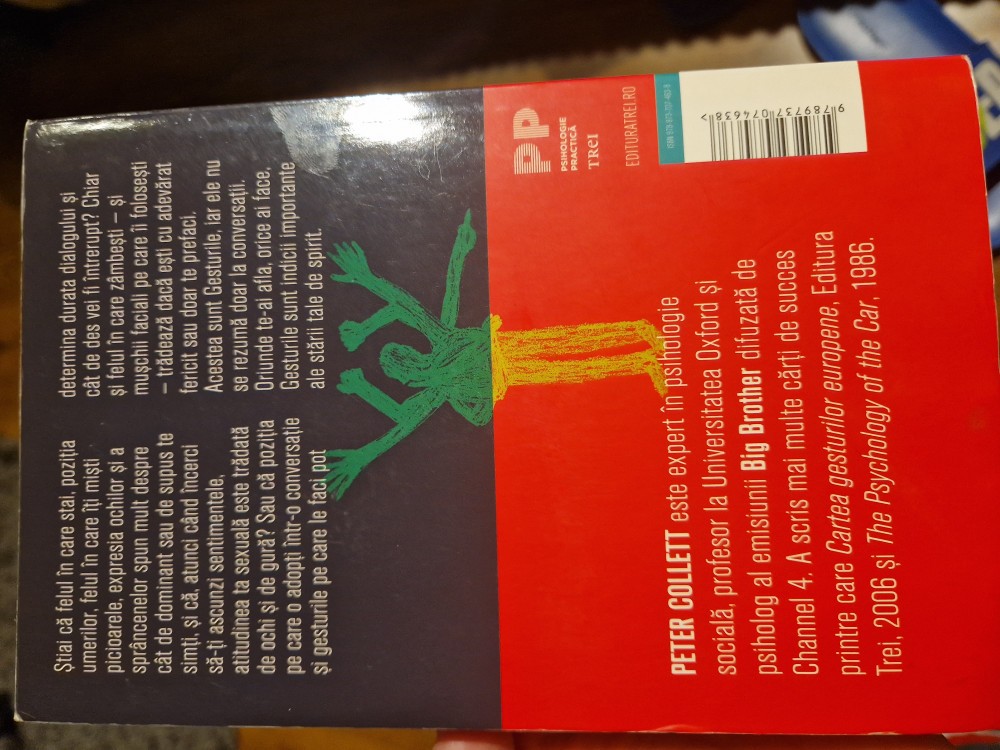 Știai că felul în care stai, poziția
umerilor, felul în care îți miști
picioarele, expresia ochilor și a
sprâncenelor spun mult despre
cât de dominant sau de supus te
simți, și că, atunci când încerci
să-ți ascunzi sentimentele,
atitudinea ta sexuală este trădată
de ochi și de gură? Sau că poziția
pe care o adopți într-o conversație
și gesturile pe care le faci pot
determina durata dialogului și
cât de des vei fi întrerupt? Chiar
și felul în care zâmbești – și
mușchii faciali pe care îi folosești
– trădează dacă ești cu adevărat
fericit sau doar te prefaci.
Acestea sunt Gesturile, iar ele nu
se rezumă doar la conversații.
Oriunde te-ai afla, orice ai face,
Gesturile sunt indicii importante
ale stării tale de spirit.
PETER COLLETT este expert în psihologie
socială, profesor la Universitatea Oxford și
psiholog al emisiunii Big Brother difuzată de
Channel 4. A scris mai multe cărți de succes
printre care Cartea gesturilor europene, Editura
Trei, 2006 și The Psychology of the Car, 1986.
PP
PSIHOLOGIE
PRACTICĂ
TREI
EDITURATREI.RO
ISBN 978-973-707-463-8
9 789737 074638 >